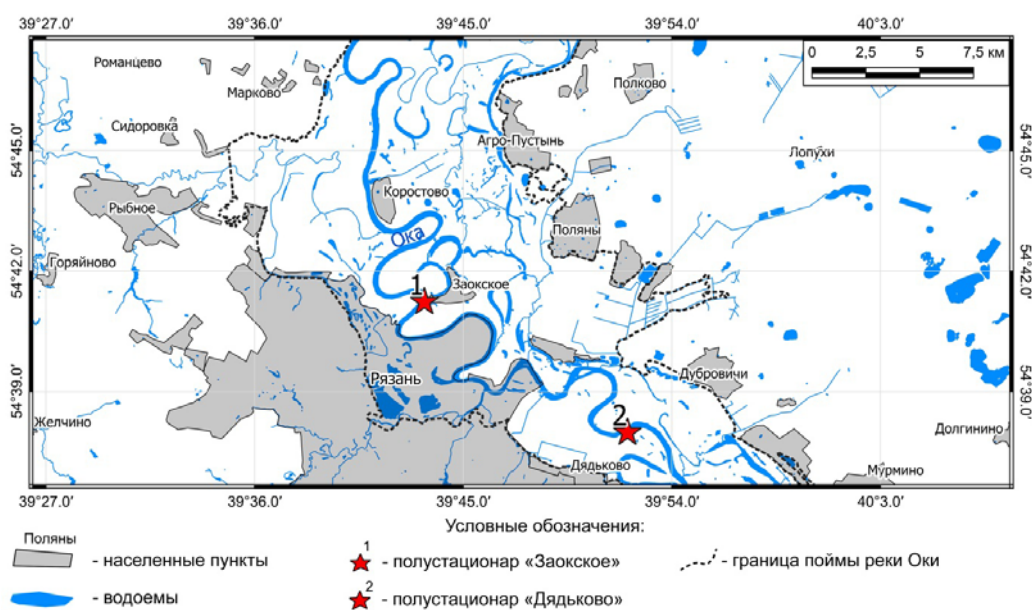 39°27.0' 39°36.0' 39°45.0' 39°54.0' 40°3.0'
0 2,5 5 7,5 км
Романцево
Марково
Полково
Сидоровка
Агро-Пустынь
54°45.0' 54°45.0'
Лопухи
Коростово
Рыбное
Поляны
Ока
Горяйново
54°42.0' 54°42.0'
Заокское
1
Рязань
Дубровичи
54°39.0' 54°39.0'
Желчино
2
Долгинино
Дядьково
Мурмино
39°27.0' 39°36.0' 39°45.0' 39°54.0' 40°3.0'
Условные обозначения:
Поляны
- населенные пункты
1
- полустационар «Заокское»
- граница поймы реки Оки
- водоемы
2
- полустационар «Дядьково»